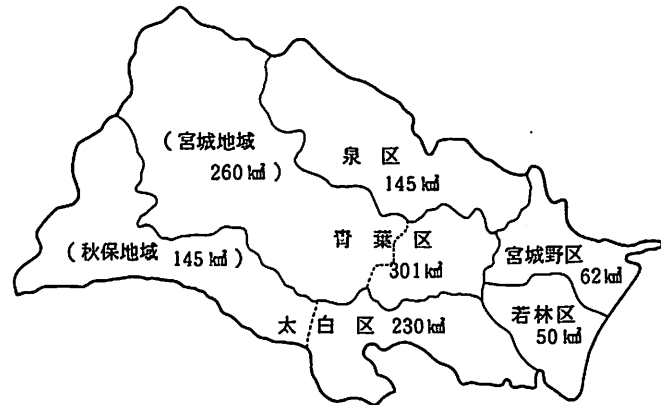 (宮城地域
260㎢)
泉区
145㎢
(秋保地域 145㎢)
青葉区
301㎢
宮城野区
62㎢
太白区 230㎢
若林区
50㎢